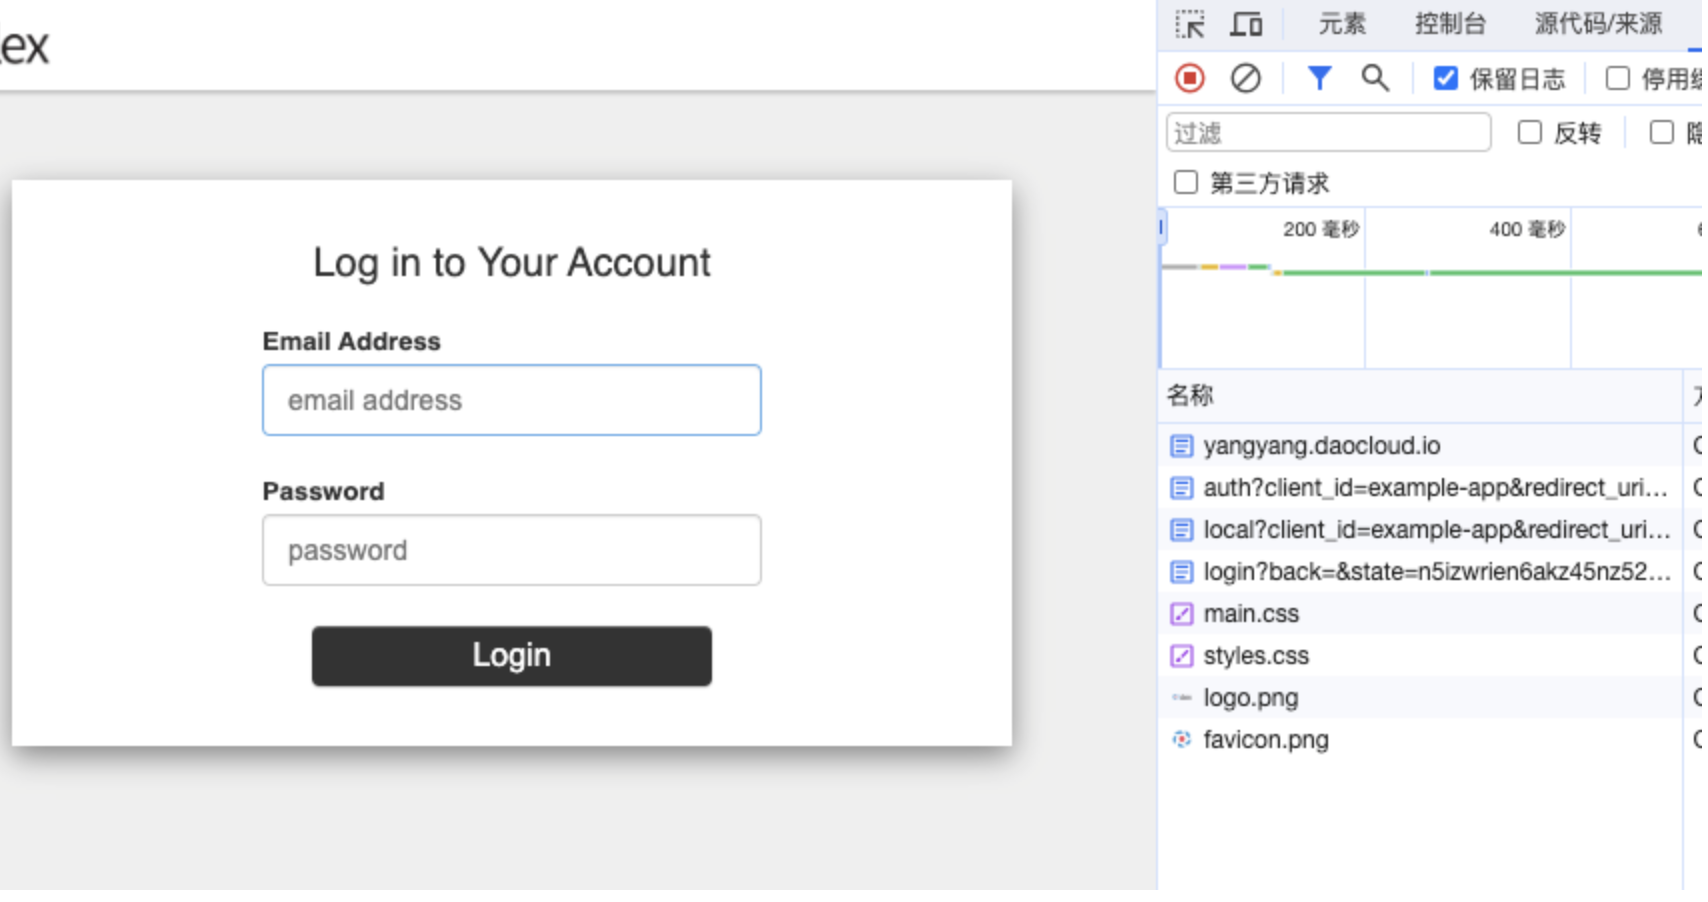 ex
Log in to Your Account
Email Address
email address
Password
password
Login
元素 控制台 源代码/来源
保留日志 停用
过滤 反转
第三方请求
200 毫秒 400 毫秒
名称
yangyang.daocloud.io
auth?client_id=example-app&redirect_uri...
local?client_id=example-app&redirect_uri...
login?back=&state=n5izwrien6akz45nz52...
main.css
styles.css
logo.png
favicon.png